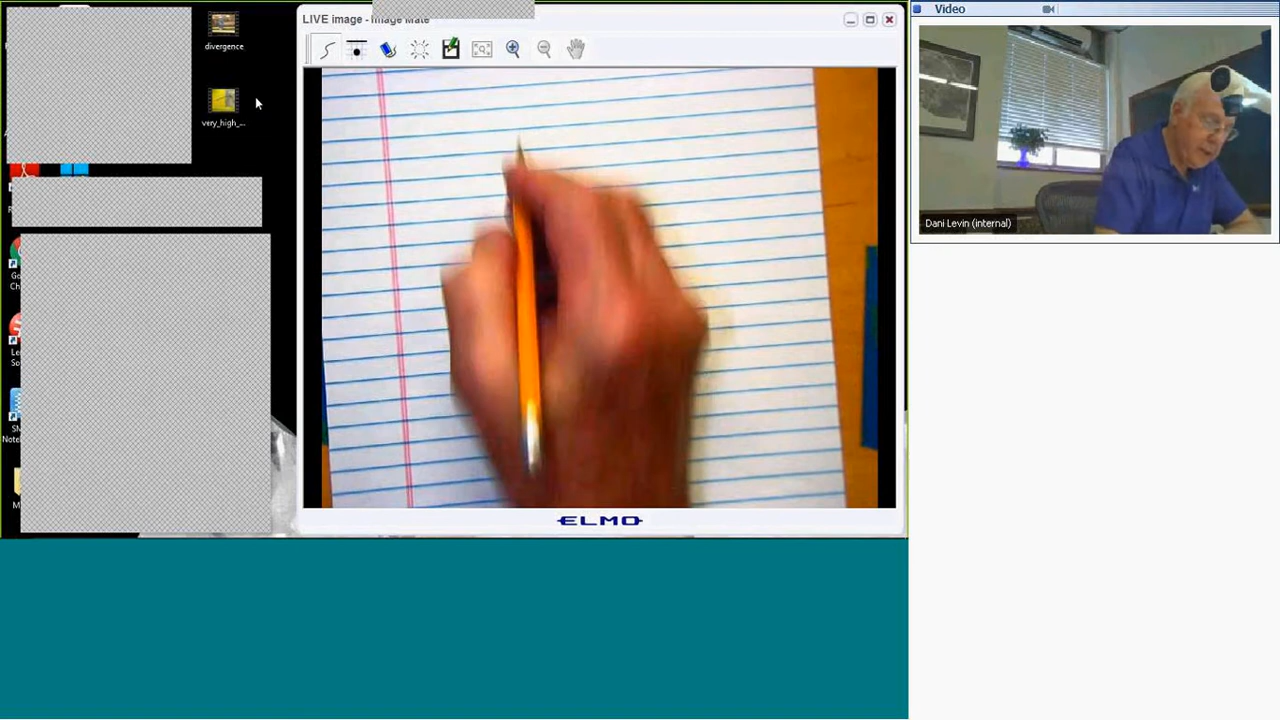 divergence
very_high_...
LIVE image - Image Mate
Video
Dani Levin (internal)
ELMO